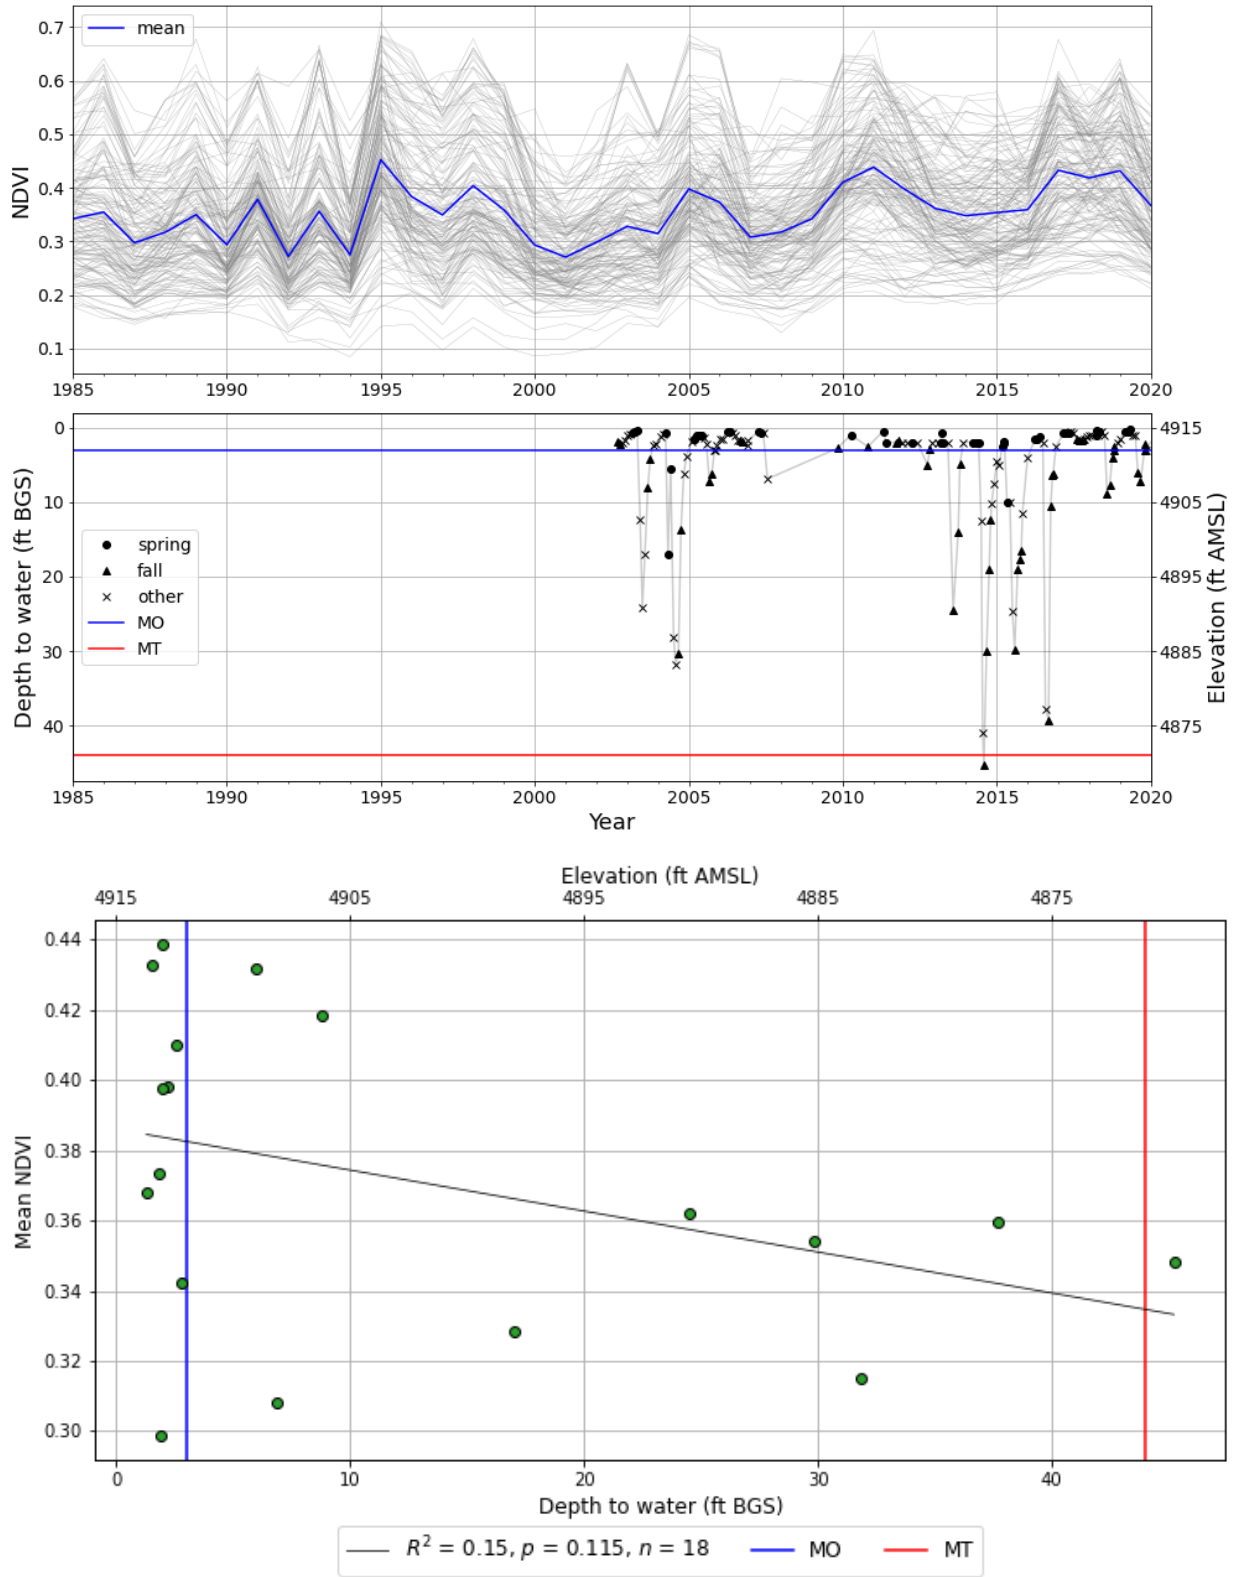 0.7
0.6
0.5
0.4
0.3
0.2
0.1
NDVI
mean
1985 1990 1995 2000 2005 2010 2015 2020
0
10
20
30
40
Depth to water (ft BGS)
spring
fall
other
MO
MT
4915
4905
4895
4885
4875
Elevation (ft AMSL)
1985 1990 1995 2000 2005 2010 2015 2020
Year
Elevation (ft AMSL)
4915 4905 4895 4885 4875
0.44
0.42
0.40
0.38
0.36
0.34
0.32
0.30
Mean NDVI
0 10 20 30 40
Depth to water (ft BGS)
R² = 0.15, p = 0.115, n = 18 MO MT